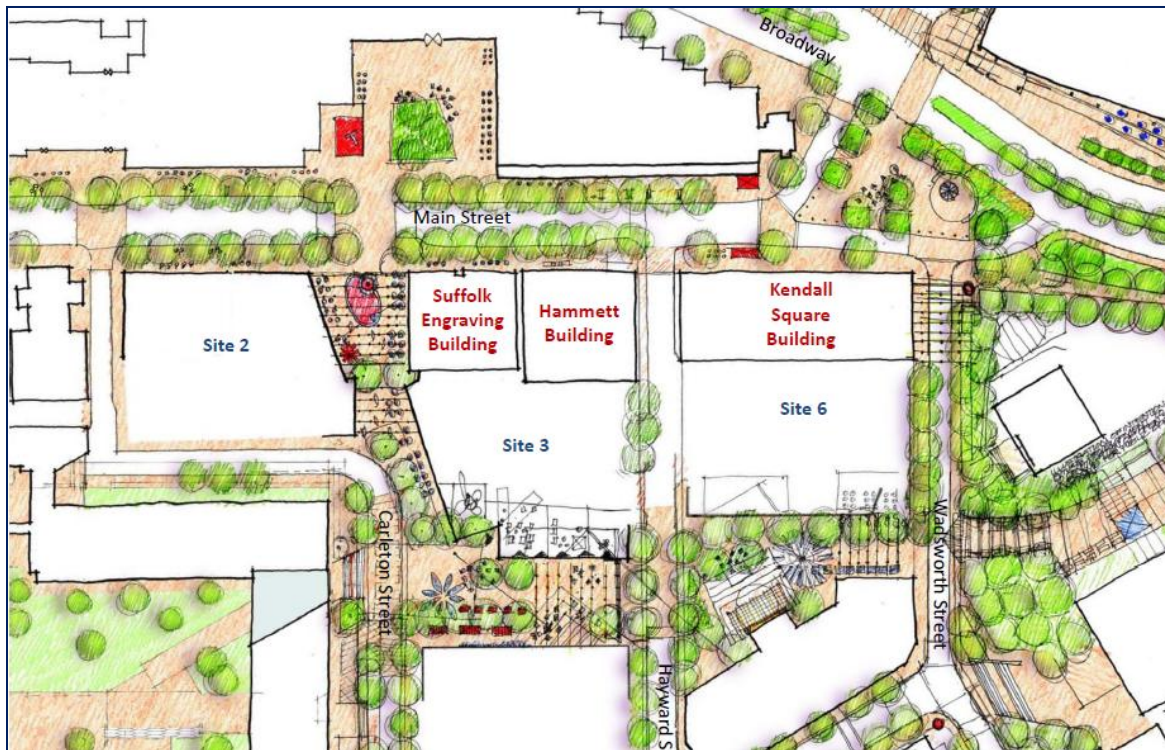 Broadway
Main Street
Suffolk
Engraving
Building
Hammett
Building
Kendall
Square
Building
Site 2
Site 3
Site 6
Carleton Street
Hayward S
Wadsworth Street